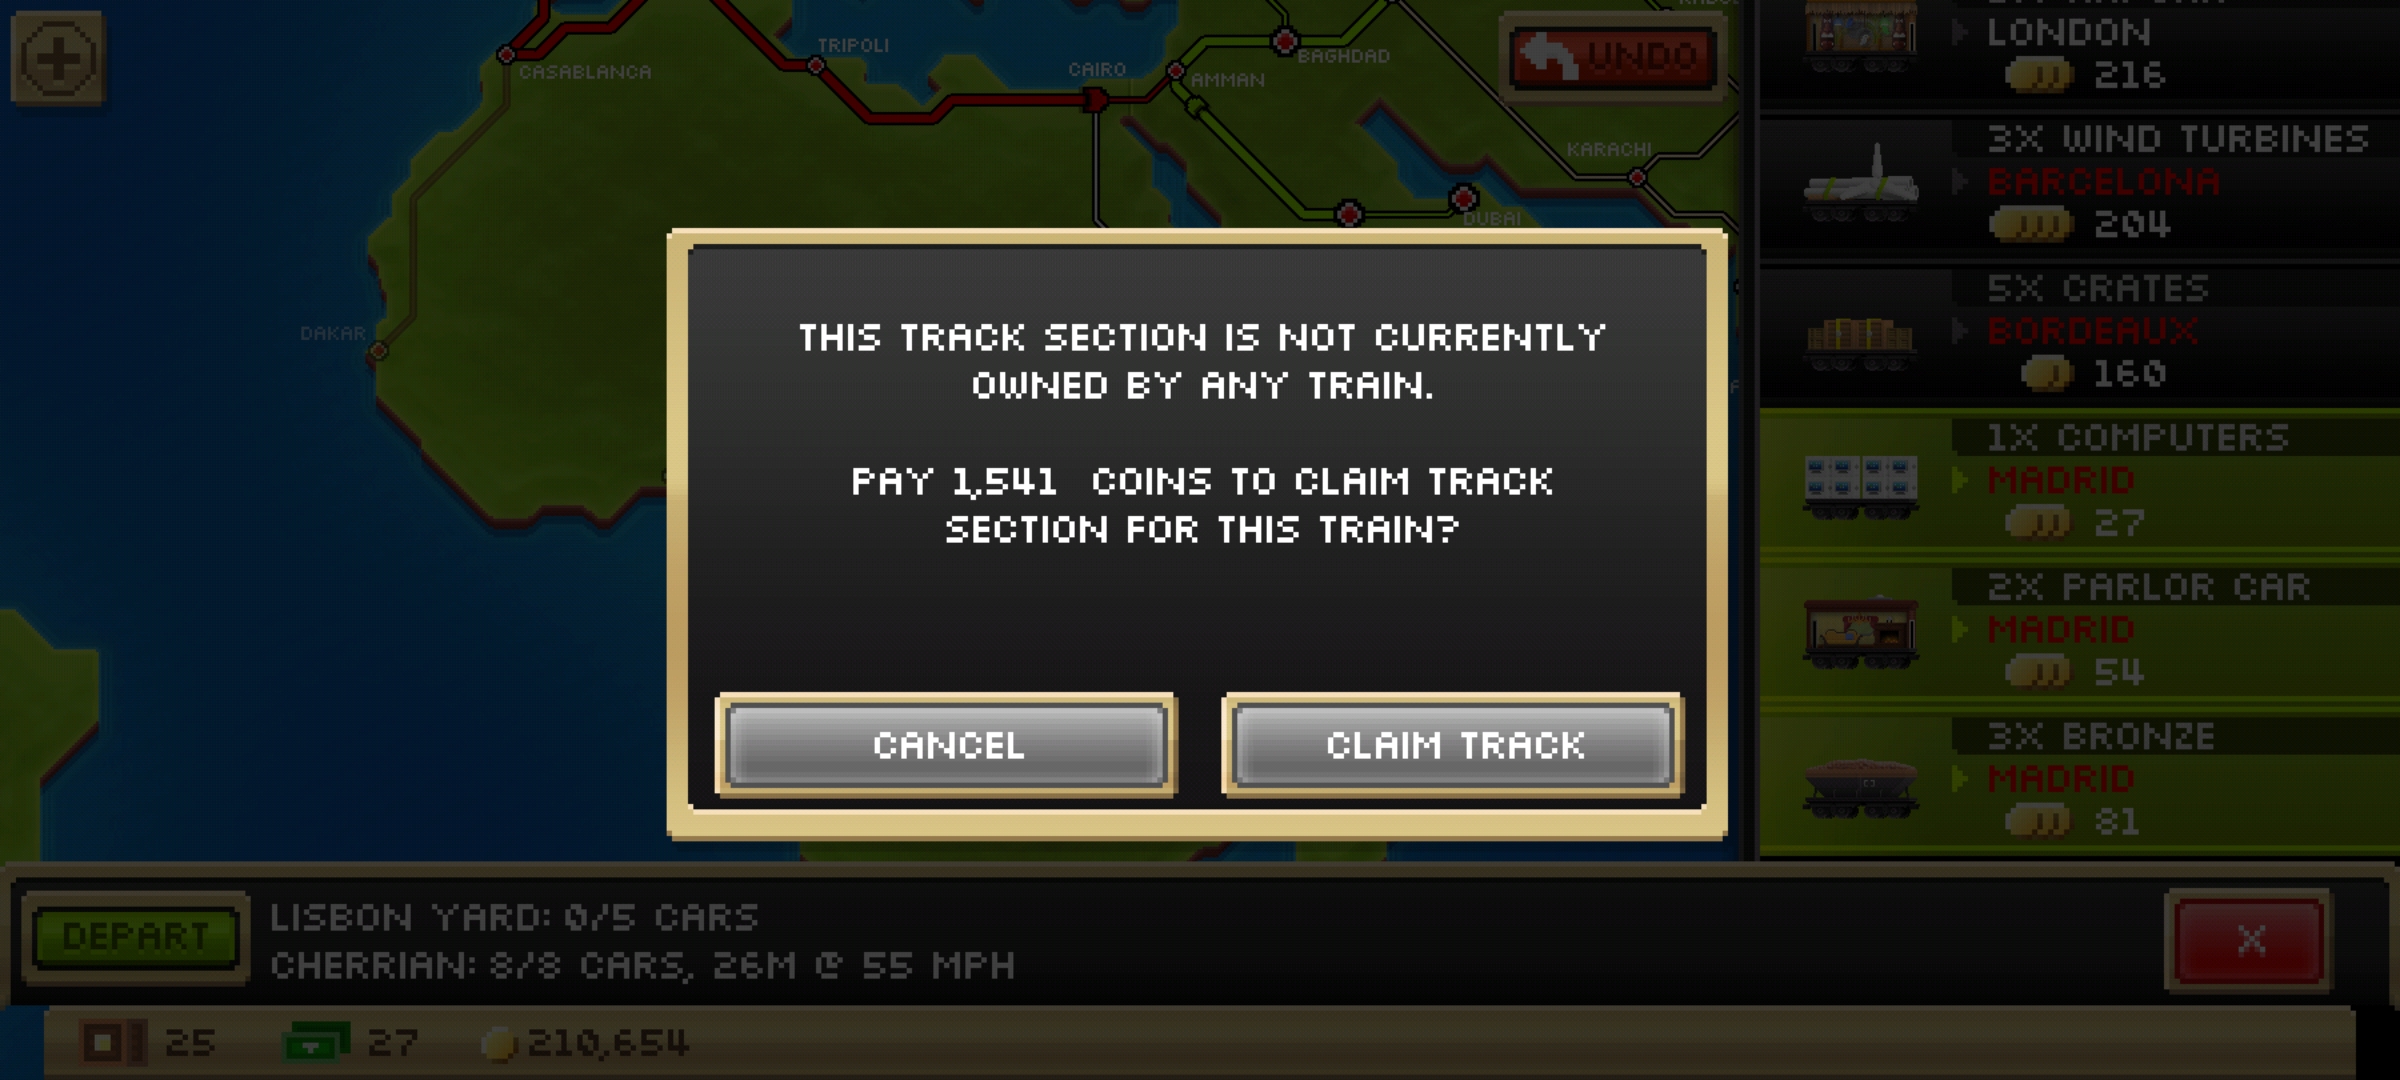 TRIPOLI
CASABLANCA
CAIRO
AMMAN
BAGHDAD
KARACHI
DUBAI
DAKAR
UNDO
LONDON
216
3X WIND TURBINES
BARCELONA
204
5X CRATES
BORDEAUX
160
1X COMPUTERS
MADRID
27
2X PARLOR CAR
MADRID
54
3X BRONZE
MADRID
81
THIS TRACK SECTION IS NOT CURRENTLY
OWNED BY ANY TRAIN.
PAY 1,541 COINS TO CLAIM TRACK
SECTION FOR THIS TRAIN?
CANCEL
CLAIM TRACK
DEPART
LISBON YARD: 0/5 CARS
CHERRIAN: 8/8 CARS, 26M @ 55 MPH
X
25
27
210,654